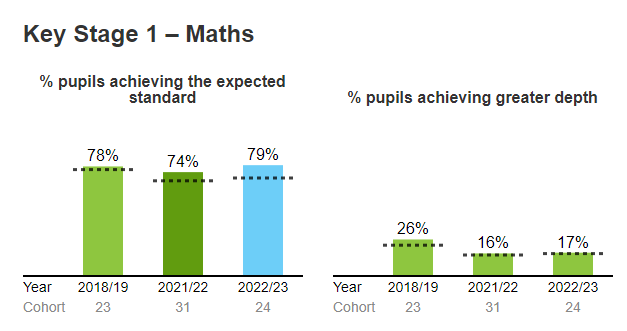 Key Stage 1 – Maths
% pupils achieving the expected
standard
78%
74%
79%
Year 2018/19 2021/22 2022/23
Cohort 23 31 24
% pupils achieving greater depth
26%
16%
17%
Year 2018/19 2021/22 2022/23
Cohort 23 31 24